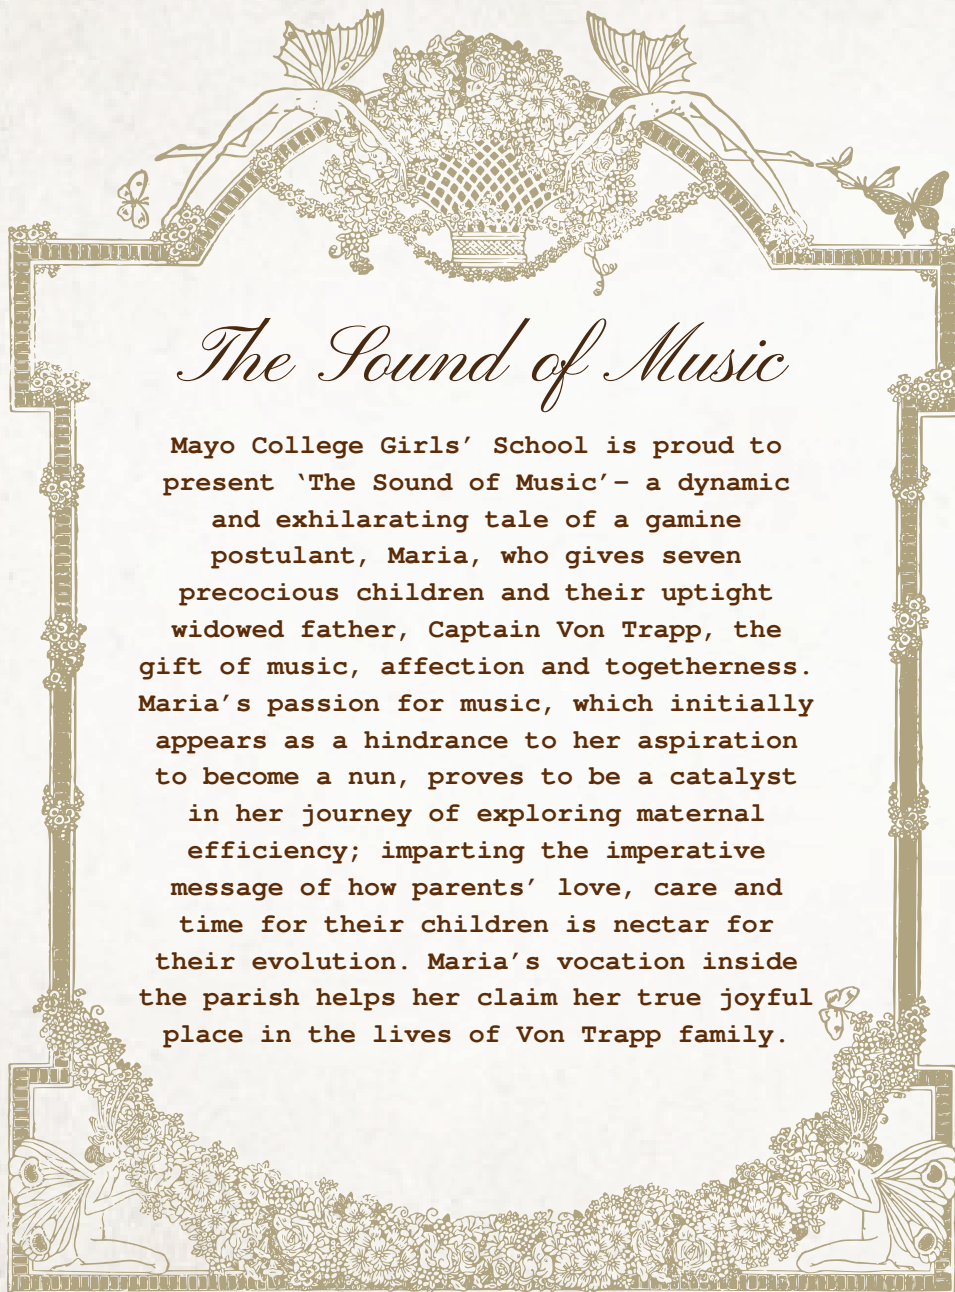 The Sound of Music
Mayo College Girls’ School is proud to
present ‘The Sound of Music’– a dynamic
and exhilarating tale of a gamine
postulant, Maria, who gives seven
precocious children and their uptight
widowed father, Captain Von Trapp, the
gift of music, affection and togetherness.
Maria’s passion for music, which initially
appears as a hindrance to her aspiration
to become a nun, proves to be a catalyst
in her journey of exploring maternal
efficiency; imparting the imperative
message of how parents’ love, care and
time for their children is nectar for
their evolution. Maria’s vocation inside
the parish helps her claim her true joyful
place in the lives of Von Trapp family.